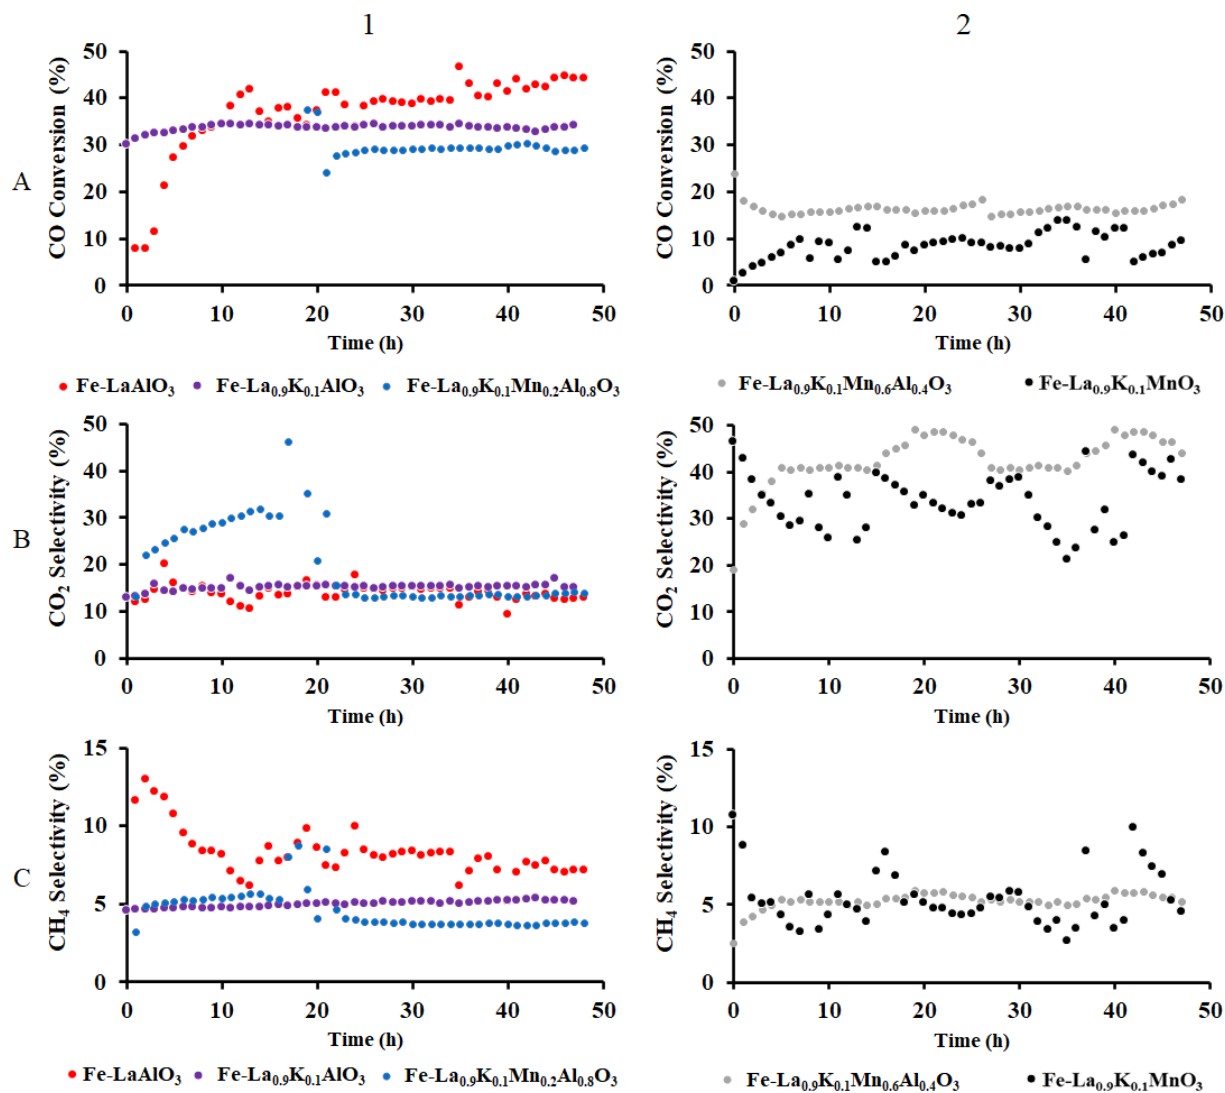 1
2
A
CO Conversion (%)
50
40
30
20
10
0
0 10 20 30 40 50
Time (h)
CO Conversion (%)
50
40
30
20
10
0
0 10 20 30 40 50
Time (h)
Fe-LaAlO₃ Fe-La₀.₉K₀.₁AlO₃ Fe-La₀.₉K₀.₁Mn₀.₂Al₀.₈O₃
Fe-La₀.₉K₀.₁Mn₀.₆Al₀.₄O₃ Fe-La₀.₉K₀.₁MnO₃
B
CO₂ Selectivity (%)
50
40
30
20
10
0
0 10 20 30 40 50
Time (h)
CO₂ Selectivity (%)
50
40
30
20
10
0
0 10 20 30 40 50
Time (h)
C
CH₄ Selectivity (%)
15
10
5
0
0 10 20 30 40 50
Time (h)
CH₄ Selectivity (%)
15
10
5
0
0 10 20 30 40 50
Time (h)
Fe-LaAlO₃ Fe-La₀.₉K₀.₁AlO₃ Fe-La₀.₉K₀.₁Mn₀.₂Al₀.₈O₃
Fe-La₀.₉K₀.₁Mn₀.₆Al₀.₄O₃ Fe-La₀.₉K₀.₁MnO₃